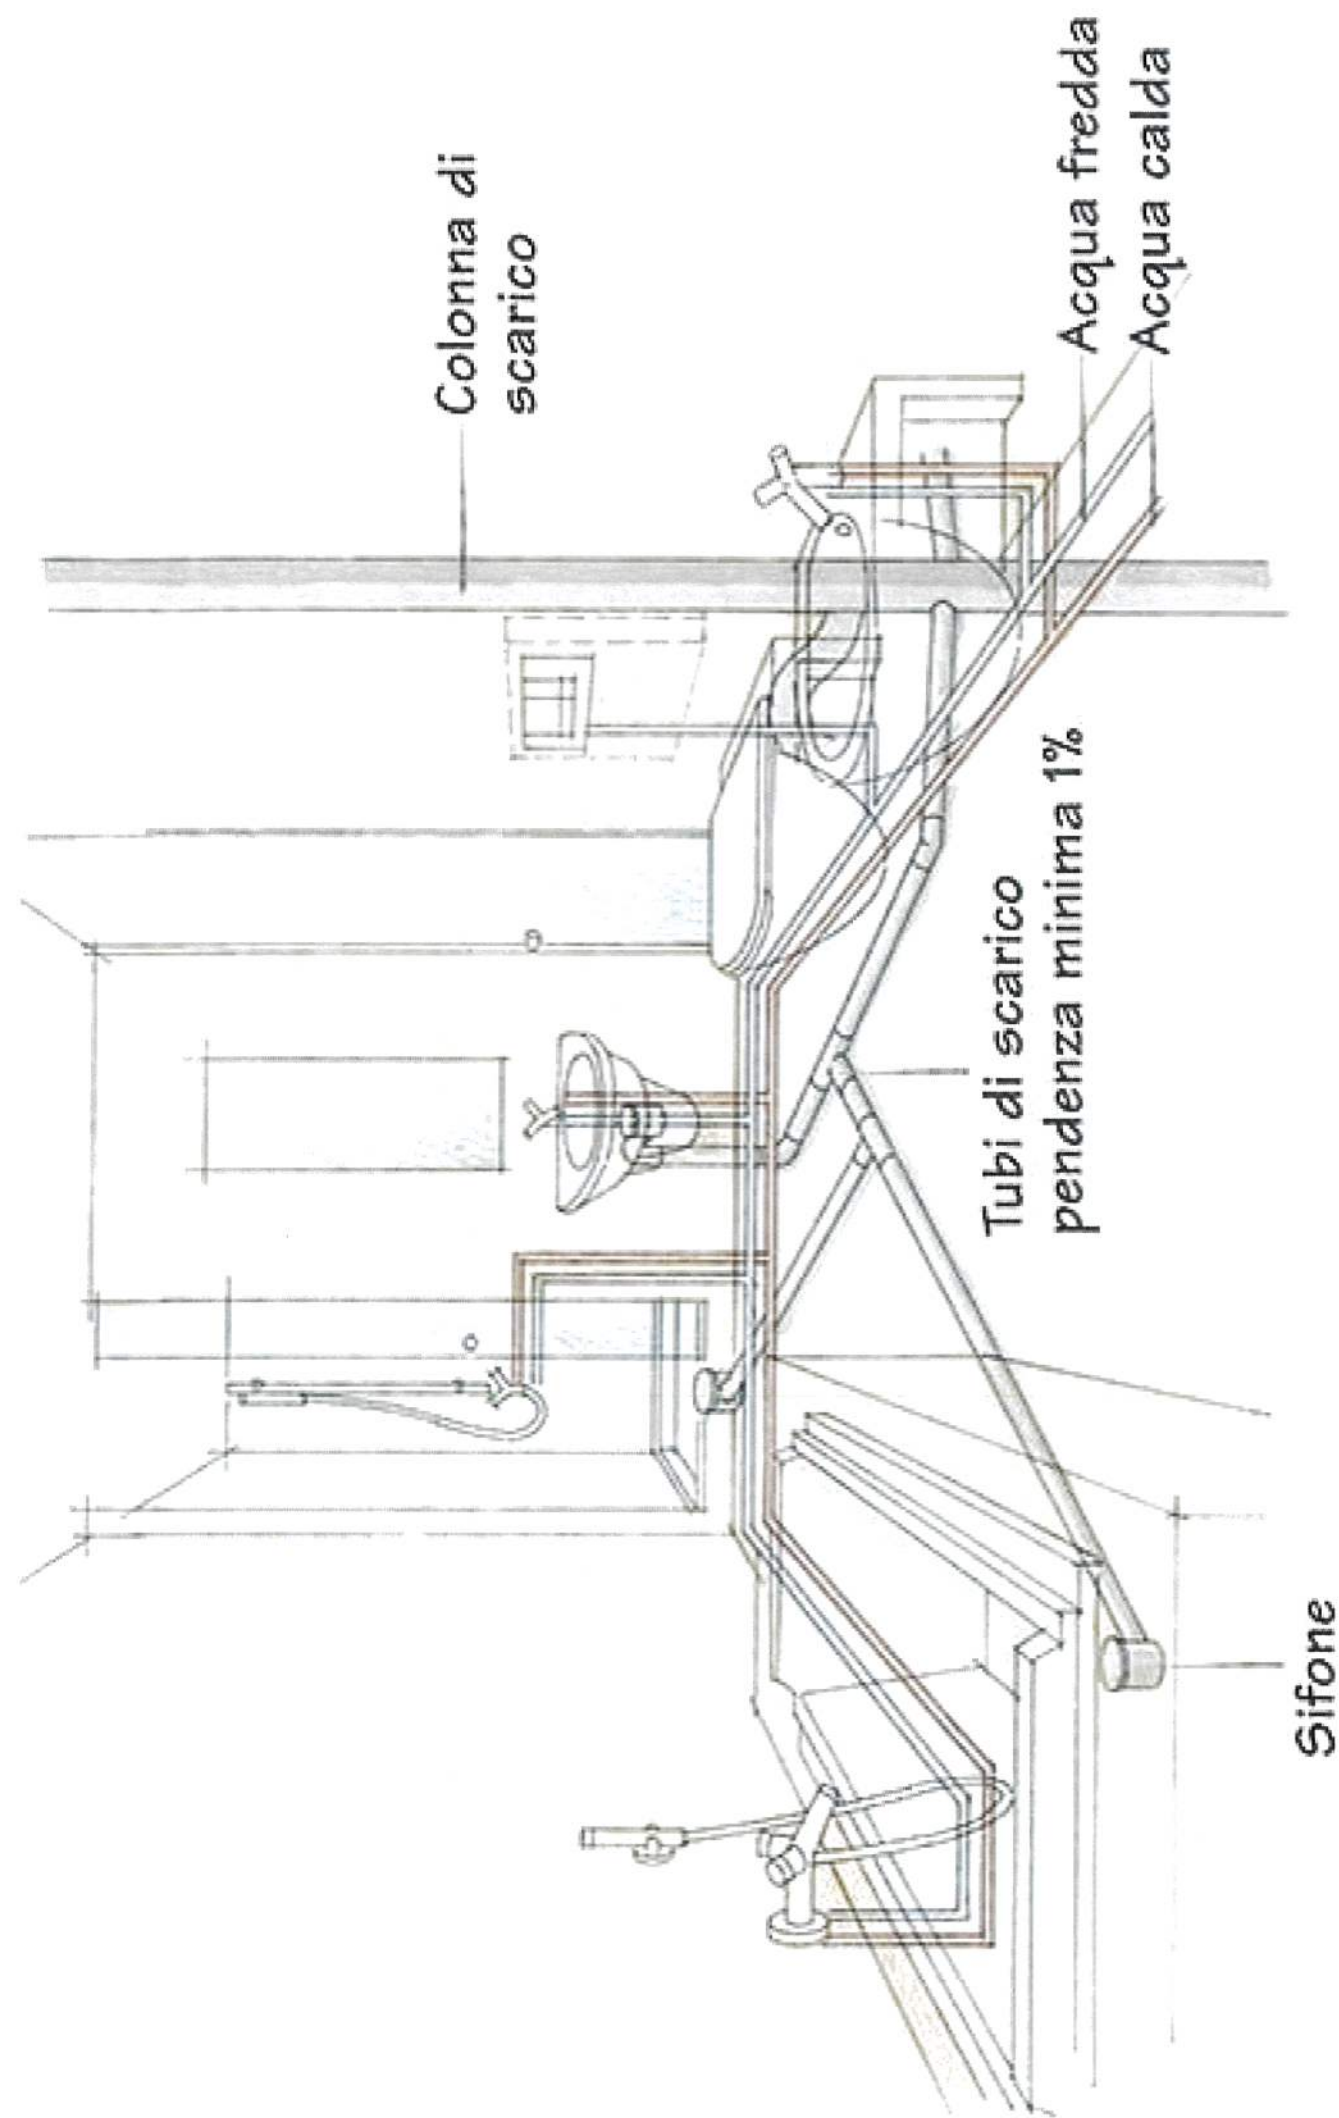 Colonna di
scarico
Acqua fredda
Acqua calda
Tubi di scarico
pendenza minima 1%
Sifone